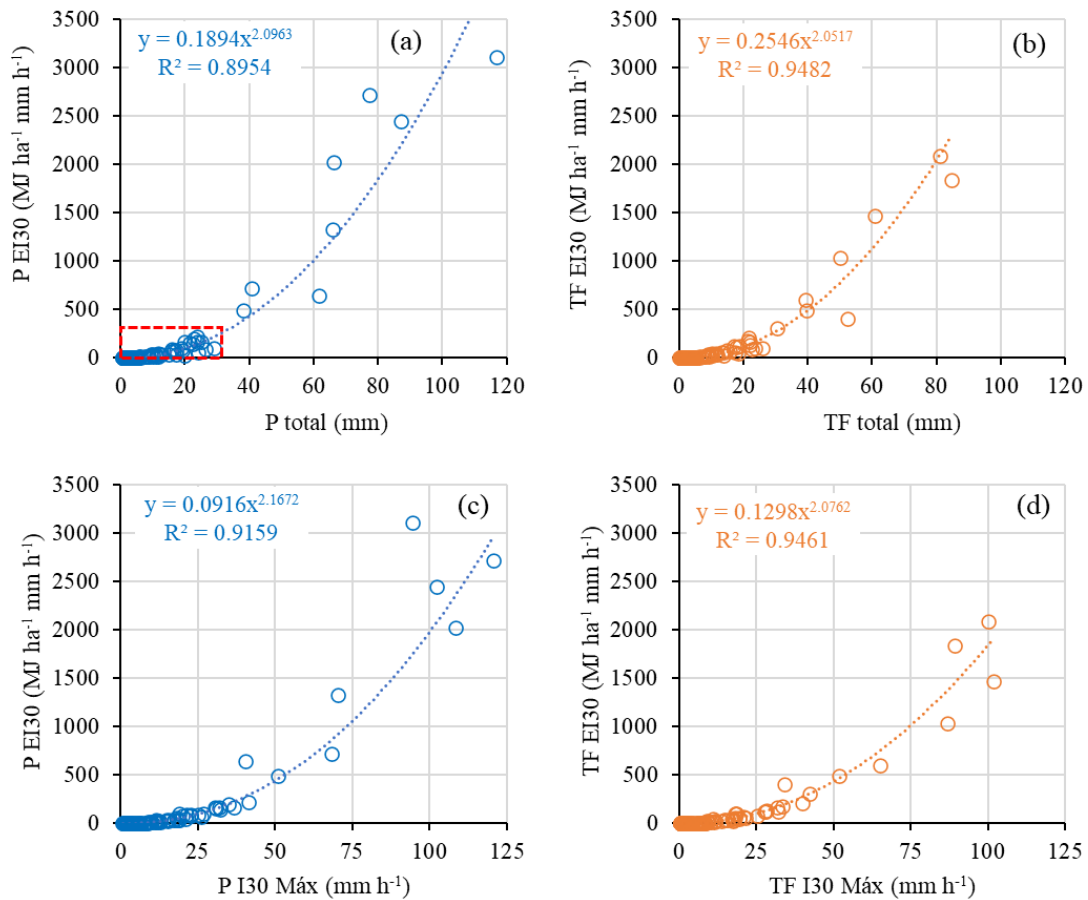 y = 0.1894x^2.0963
R² = 0.8954
(a)
P EI30 (MJ ha⁻¹ mm h⁻¹)
3500
3000
2500
2000
1500
1000
500
0
0 20 40 60 80 100 120
P total (mm)
y = 0.2546x^2.0517
R² = 0.9482
(b)
TF EI30 (MJ ha⁻¹ mm h⁻¹)
3500
3000
2500
2000
1500
1000
500
0
0 20 40 60 80 100 120
TF total (mm)
y = 0.0916x^2.1672
R² = 0.9159
(c)
P EI30 (MJ ha⁻¹ mm h⁻¹)
3500
3000
2500
2000
1500
1000
500
0
0 25 50 75 100 125
P I30 Máx (mm h⁻¹)
y = 0.1298x^2.0762
R² = 0.9461
(d)
TF EI30 (MJ ha⁻¹ mm h⁻¹)
3500
3000
2500
2000
1500
1000
500
0
0 25 50 75 100 125
TF I30 Máx (mm h⁻¹)